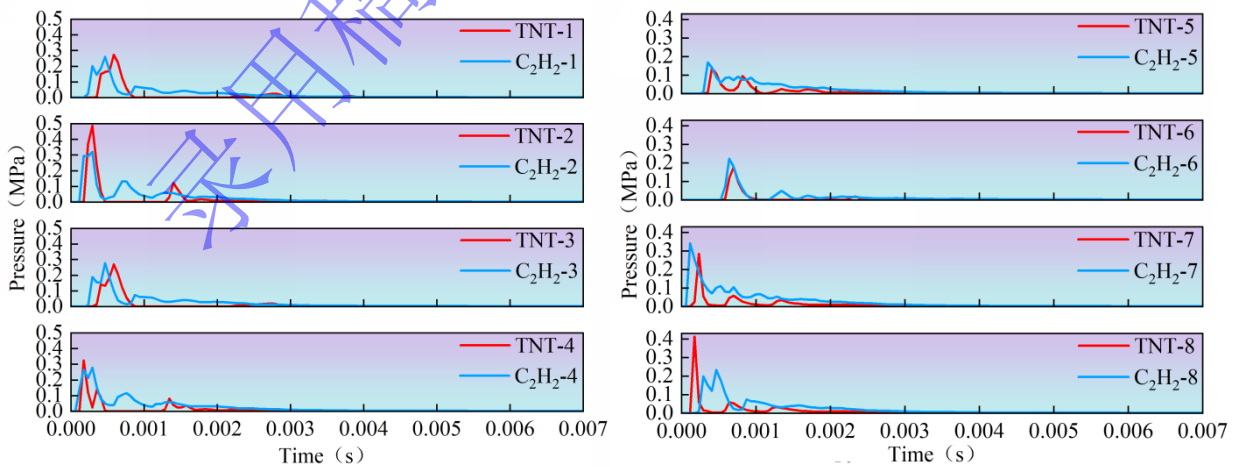 0.5
0.4
0.3
0.2
0.1
0.0
TNT-1
C₂H₂-1
0.5
0.4
0.3
0.2
0.1
0.0
TNT-2
C₂H₂-2
0.5
0.4
0.3
0.2
0.1
0.0
TNT-3
C₂H₂-3
0.5
0.4
0.3
0.2
0.1
0.0
TNT-4
C₂H₂-4
0.000 0.001 0.002 0.003 0.004 0.005 0.006 0.007
Time（s）
Pressure（MPa）
0.4
0.3
0.2
0.1
0.0
TNT-5
C₂H₂-5
0.4
0.3
0.2
0.1
0.0
TNT-6
C₂H₂-6
0.4
0.3
0.2
0.1
0.0
TNT-7
C₂H₂-7
0.4
0.3
0.2
0.1
0.0
TNT-8
C₂H₂-8
0.000 0.001 0.002 0.003 0.004 0.005 0.006 0.007
Time（s）
Pressure（MPa）
录用稿